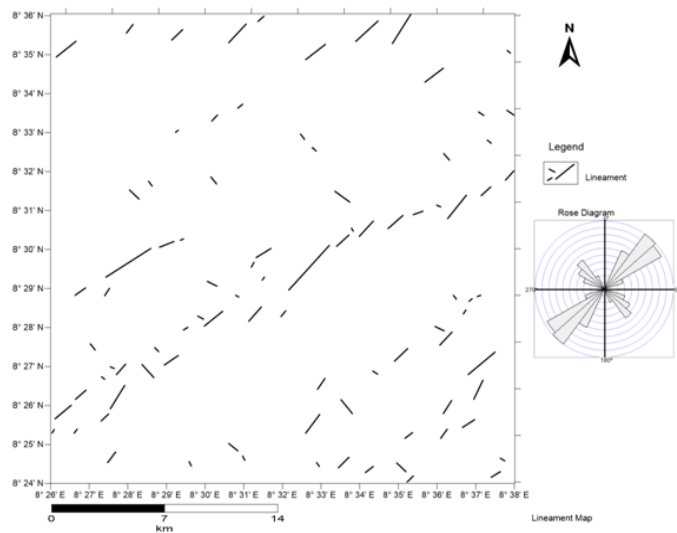 8° 36' N
8° 35' N
8° 34' N
8° 33' N
8° 32' N
8° 31' N
8° 30' N
8° 29' N
8° 28' N
8° 27' N
8° 26' N
8° 25' N
8° 24' N
8° 26' E 8° 27' E 8° 28' E 8° 29' E 8° 30' E 8° 31' E 8° 32' E 8° 33' E 8° 34' E 8° 35' E 8° 36' E 8° 37' E 8° 38' E
0 7 14
km
N
Legend
Lineament
Rose Diagram
180°
Lineament Map